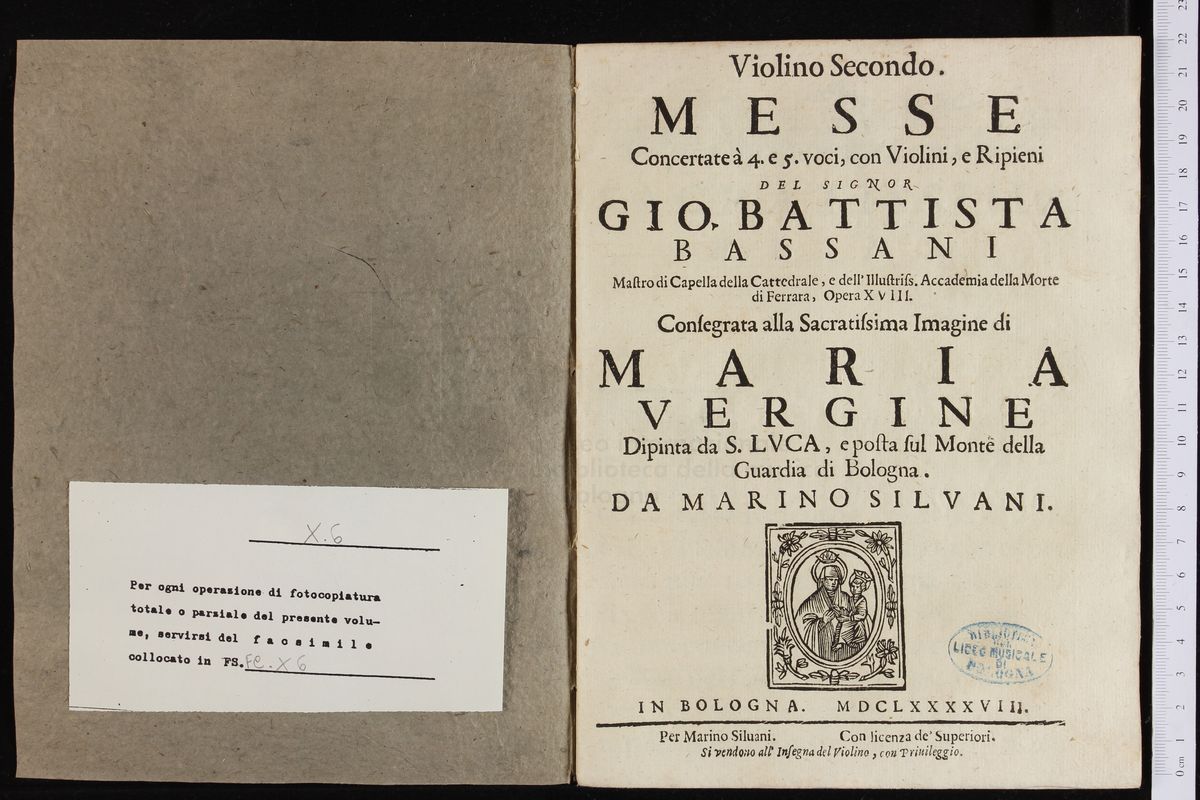 X.6
Per ogni operazione di fotocopiatura
totale o parziale del presente volu-
me, servirsi del facsimile
collocato in FS. FC. X 6
Violino Secondo.
MESSE
Concertate à 4. e 5. voci, con Violini, e Ripieni
DEL SIGNOR
GIO. BATTISTA
BASSANI
Maſtro di Capella della Cattedrale, e dell' Illuſtriſs. Accademia della Morte
di Ferrara, Opera XVIII.
Conſegrata alla Sacratiſsima Imagine di
MARIA
VERGINE
Dipinta da S. LVCA, e poſta ſul Monte della
Guardia di Bologna.
DA MARINO SILVANI.
LICEO MUSICALE
DI
IN BOLOGNA. MDCLXXXXVIII.
Per Marino Siluani. Con licenza de' Superiori.
Si vendono all' Inſegna del Violino, con Priuileggio.